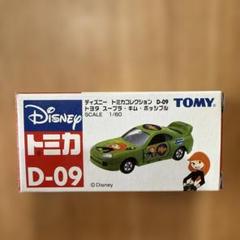 Disney
ディズニー トミカコレクション D-09
トヨタ スープラ・キム・ポッシブル
SCALE 1/60
TOMY
トミカ
D-09
©Disney